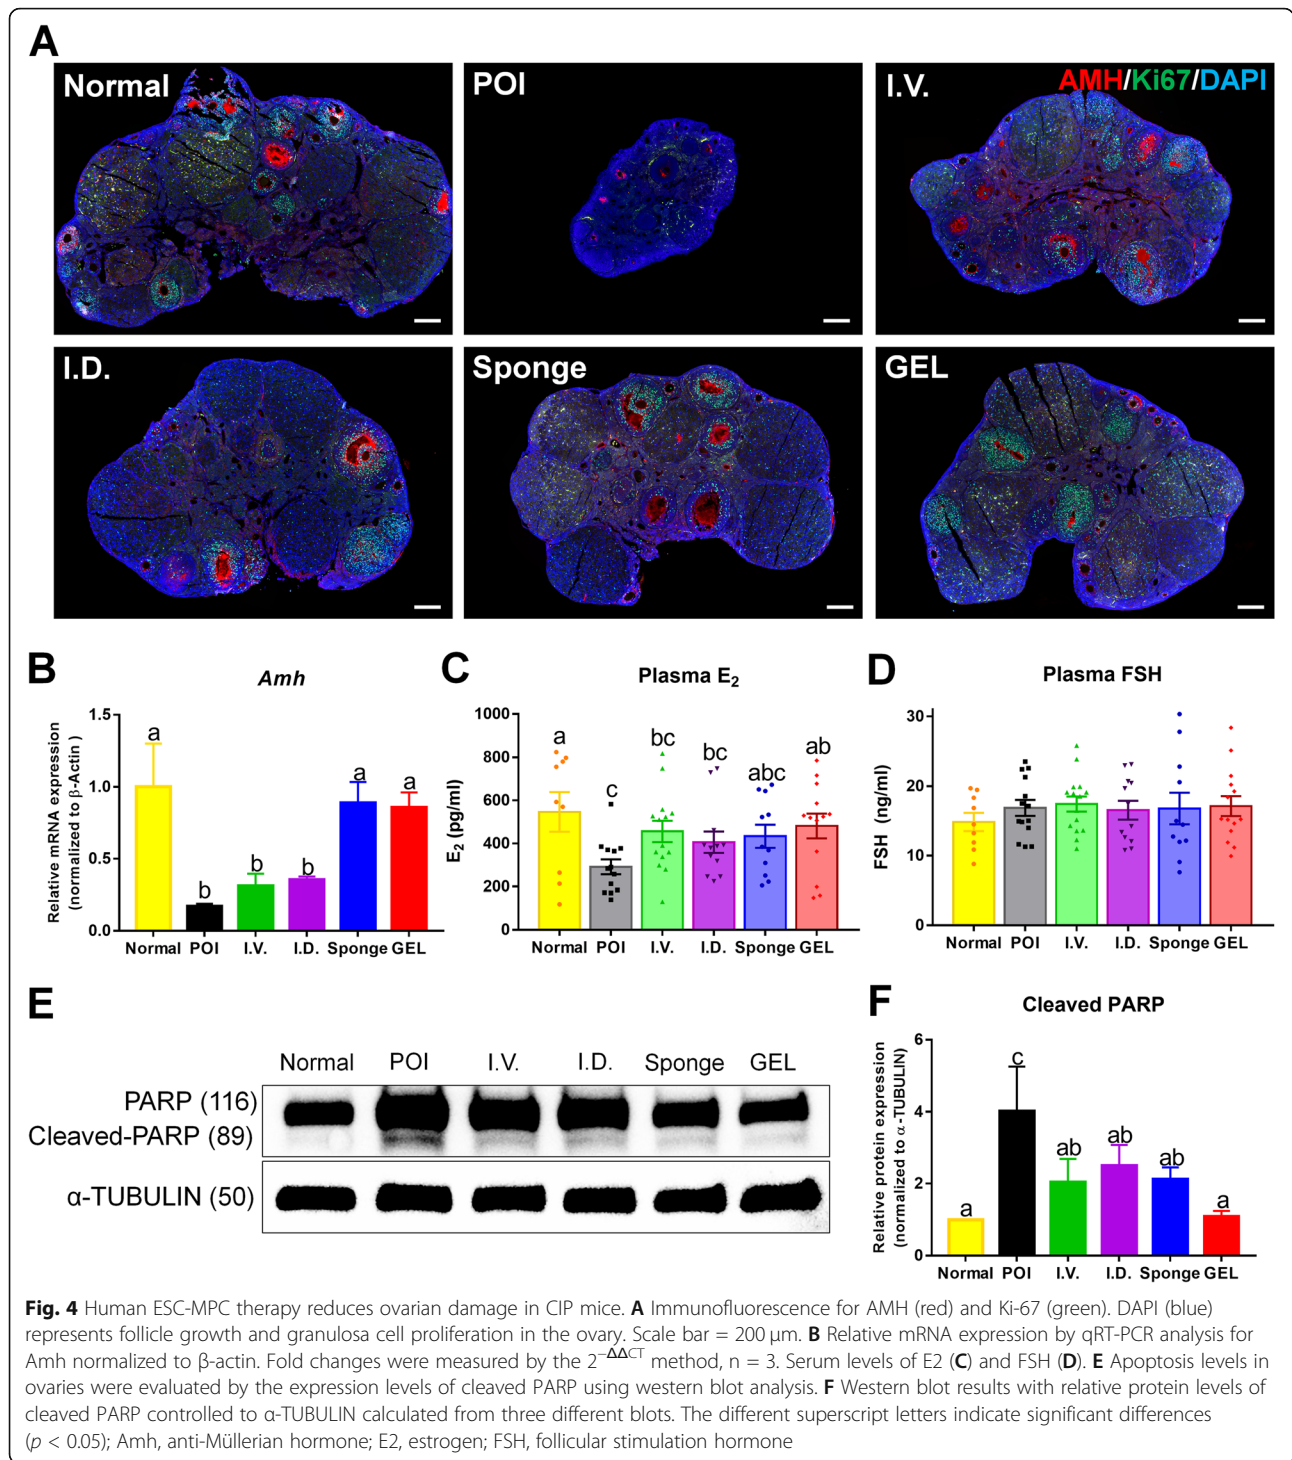 A
Normal
POI
I.V.
AMH/Ki67/DAPI
I.D.
Sponge
GEL
B
Amh
Relative mRNA expression
(normalized to β-Actin )
1.5
1.0
0.5
0.0
a
b
b
b
a
a
Normal POI I.V. I.D. Sponge GEL
C
Plasma E₂
E₂ (pg/ml)
1000
800
600
400
200
0
a
c
bc
bc
abc
ab
Normal POI I.V. I.D. Sponge GEL
D
Plasma FSH
FSH (ng/ml)
30
20
10
0
Normal POI I.V. I.D. Sponge GEL
E
Normal POI I.V. I.D. Sponge GEL
PARP (116)
Cleaved-PARP (89)
α-TUBULIN (50)
F
Cleaved PARP
Relative protein expression
(normalized to α-TUBULIN)
6
4
2
0
a
c
ab
ab
ab
a
Normal POI I.V. I.D. Sponge GEL
Fig. 4 Human ESC-MPC therapy reduces ovarian damage in CIP mice. A Immunofluorescence for AMH (red) and Ki-67 (green). DAPI (blue)
represents follicle growth and granulosa cell proliferation in the ovary. Scale bar = 200 μm. B Relative mRNA expression by qRT-PCR analysis for
Amh normalized to β-actin. Fold changes were measured by the 2^−ΔΔCT method, n = 3. Serum levels of E2 (C) and FSH (D). E Apoptosis levels in
ovaries were evaluated by the expression levels of cleaved PARP using western blot analysis. F Western blot results with relative protein levels of
cleaved PARP controlled to α-TUBULIN calculated from three different blots. The different superscript letters indicate significant differences
(p < 0.05); Amh, anti-Müllerian hormone; E2, estrogen; FSH, follicular stimulation hormone